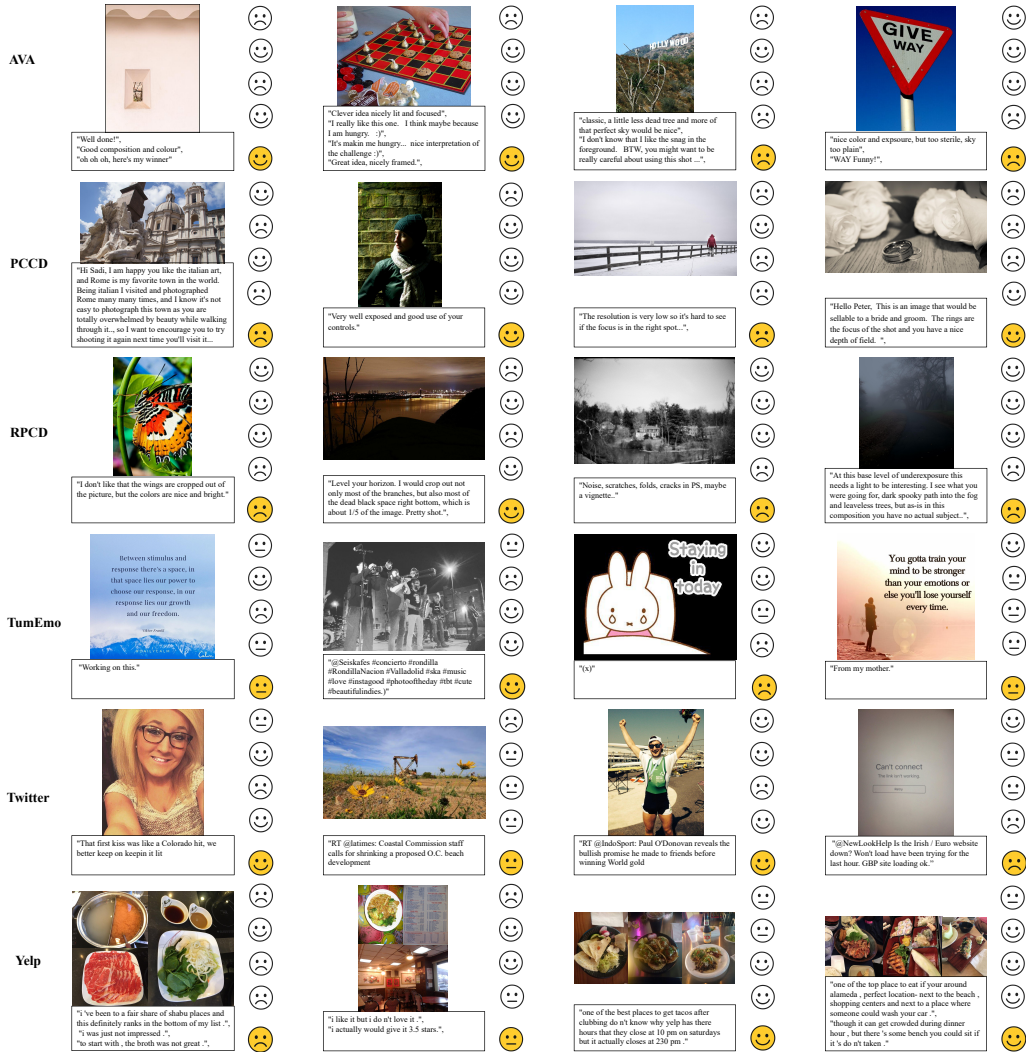 AVA
HOLLYWOOD
GIVE
WAY
"Well done!",
"Good composition and colour",
"oh oh oh, here's my winner"
"Clever idea nicely lit and focused",
"I really like this one. I think maybe because
I am hungry. :)",
"It's makin me hungry... nice interpretation of
the challenge :)",
"Great idea, nicely framed.",
"classic, a little less dead tree and more of
that perfect sky would be nice",
"I don't know that I like the snag in the
foreground. BTW, you might want to be
really careful about using this shot ...",
"nice color and expsoure, but too sterile, sky
too plain",
"WAY Funny!",
PCCD
"Hi Sadi, I am happy you like the italian art,
and Rome is my favorite town in the world.
Being italian I visited and photographed
Rome many many times, and I know it's not
easy to photograph this town as you are
totally overwhelmed by beauty while walking
through it.., so I want to encourage you to try
shooting it again next time you'll visit it...
"Very well exposed and good use of your
controls."
"The resolution is very low so it's hard to see
if the focus is in the right spot...",
"Hello Peter, This is an image that would be
sellable to a bride and groom. The rings are
the focus of the shot and you have a nice
depth of field. ",
RPCD
"I don't like that the wings are cropped out of
the picture, but the colors are nice and bright."
"Level your horizon. I would crop out not
only most of the branches, but also most of
the dead black space right bottom, which is
about 1/5 of the image. Pretty shot.",
"Noise, scratches, folds, cracks in PS, maybe
a vignette.."
"At this base level of underexposure this
needs a light to be interesting. I see what you
were going for, dark spooky path into the fog
and leaveless trees, but as-is in this
composition you have no actual subject..",
TumEmo
Between stimulus and
response there's a space, in
that space lies our power to
choose our response, in our
response lies our growth
and our freedom.
Calm
Staying
in
today
You gotta train your
mind to be stronger
than your emotions or
else you'll lose yourself
every time.
"Working on this."
"@Seiskafes #concierto #rondilla
#RondillaNacion #Valladolid #ska #music
#love #instagood #photooftheday #tbt #cute
#beautifulindies.)"
"(x)"
"From my mother."
Twitter
Can't connect
The link isn't working.
"That first kiss was like a Colorado hit, we
better keep on keepin it lit
"RT @latimes: Coastal Commission staff
calls for shrinking a proposed O.C. beach
development
"RT @IndoSport: Paul O'Donovan reveals the
bullish promise he made to friends before
winning World gold
"@NewLookHelp Is the Irish / Euro website
down? Won't load have been trying for the
last hour. GBP site loading ok."
Yelp
"i 've been to a fair share of shabu places and
this definitely ranks in the bottom of my list .",
"i was just not impressed .",
"to start with , the broth was not great .",
"i like it but i do n't love it .",
"i actually would give it 3.5 stars.",
"one of the best places to get tacos after
clubbing do n't know why yelp has there
hours that they close at 10 pm on saturdays
but it actually closes at 230 pm ."
"one of the top place to eat if your around
alameda , perfect location- next to the beach ,
shopping centers and next to a place where
someone could wash your car .",
"though it can get crowded during dinner
hour , but there 's some bench you could sit if
it 's do n't taken .",